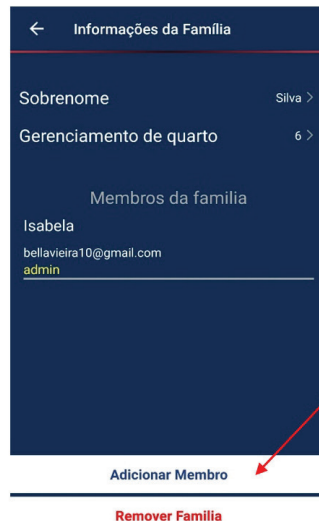 Informações da Família
Sobrenome Silva >
Gerenciamento de quarto 6 >
Membros da familia
Isabela
bellavieira10@gmail.com
admin
Adicionar Membro
Remover Familia